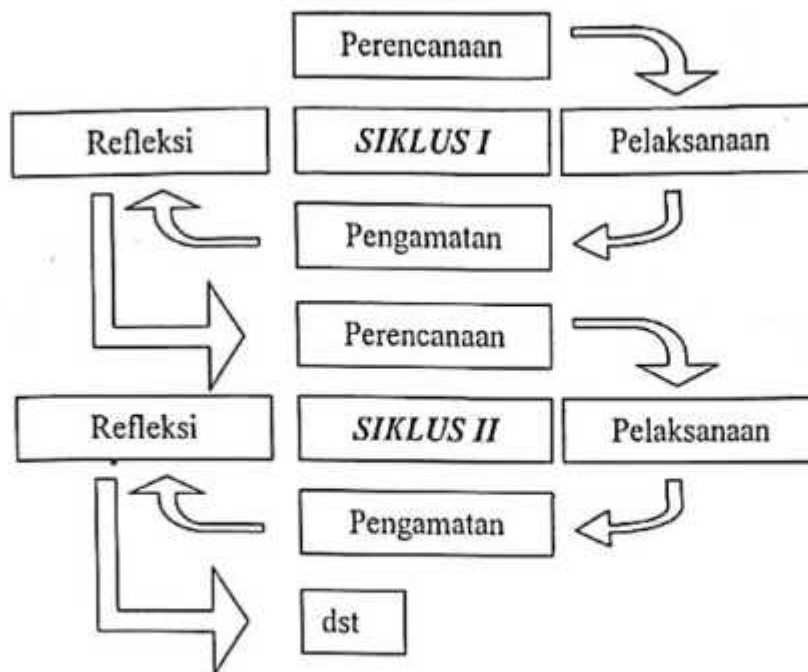 Perencanaan
Refleksi
SIKLUS I
Pelaksanaan
Pengamatan
Perencanaan
Refleksi
SIKLUS II
Pelaksanaan
Pengamatan
dst